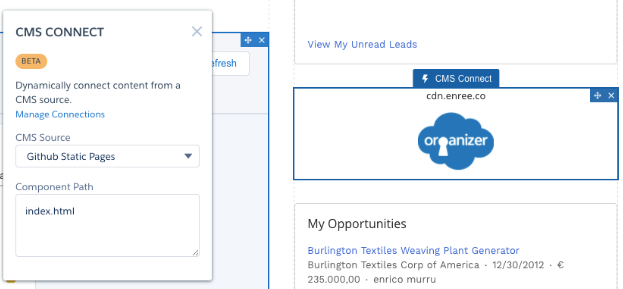 CMS CONNECT
BETA
Dynamically connect content from a
CMS source.
Manage Connections
CMS Source
Github Static Pages
Component Path
index.html
efresh
View My Unread Leads
CMS Connect
cdn.enree.co
organizer
My Opportunities
Burlington Textiles Weaving Plant Generator
Burlington Textiles Corp of America · 12/30/2012 · €
235.000,00 · enrico murru